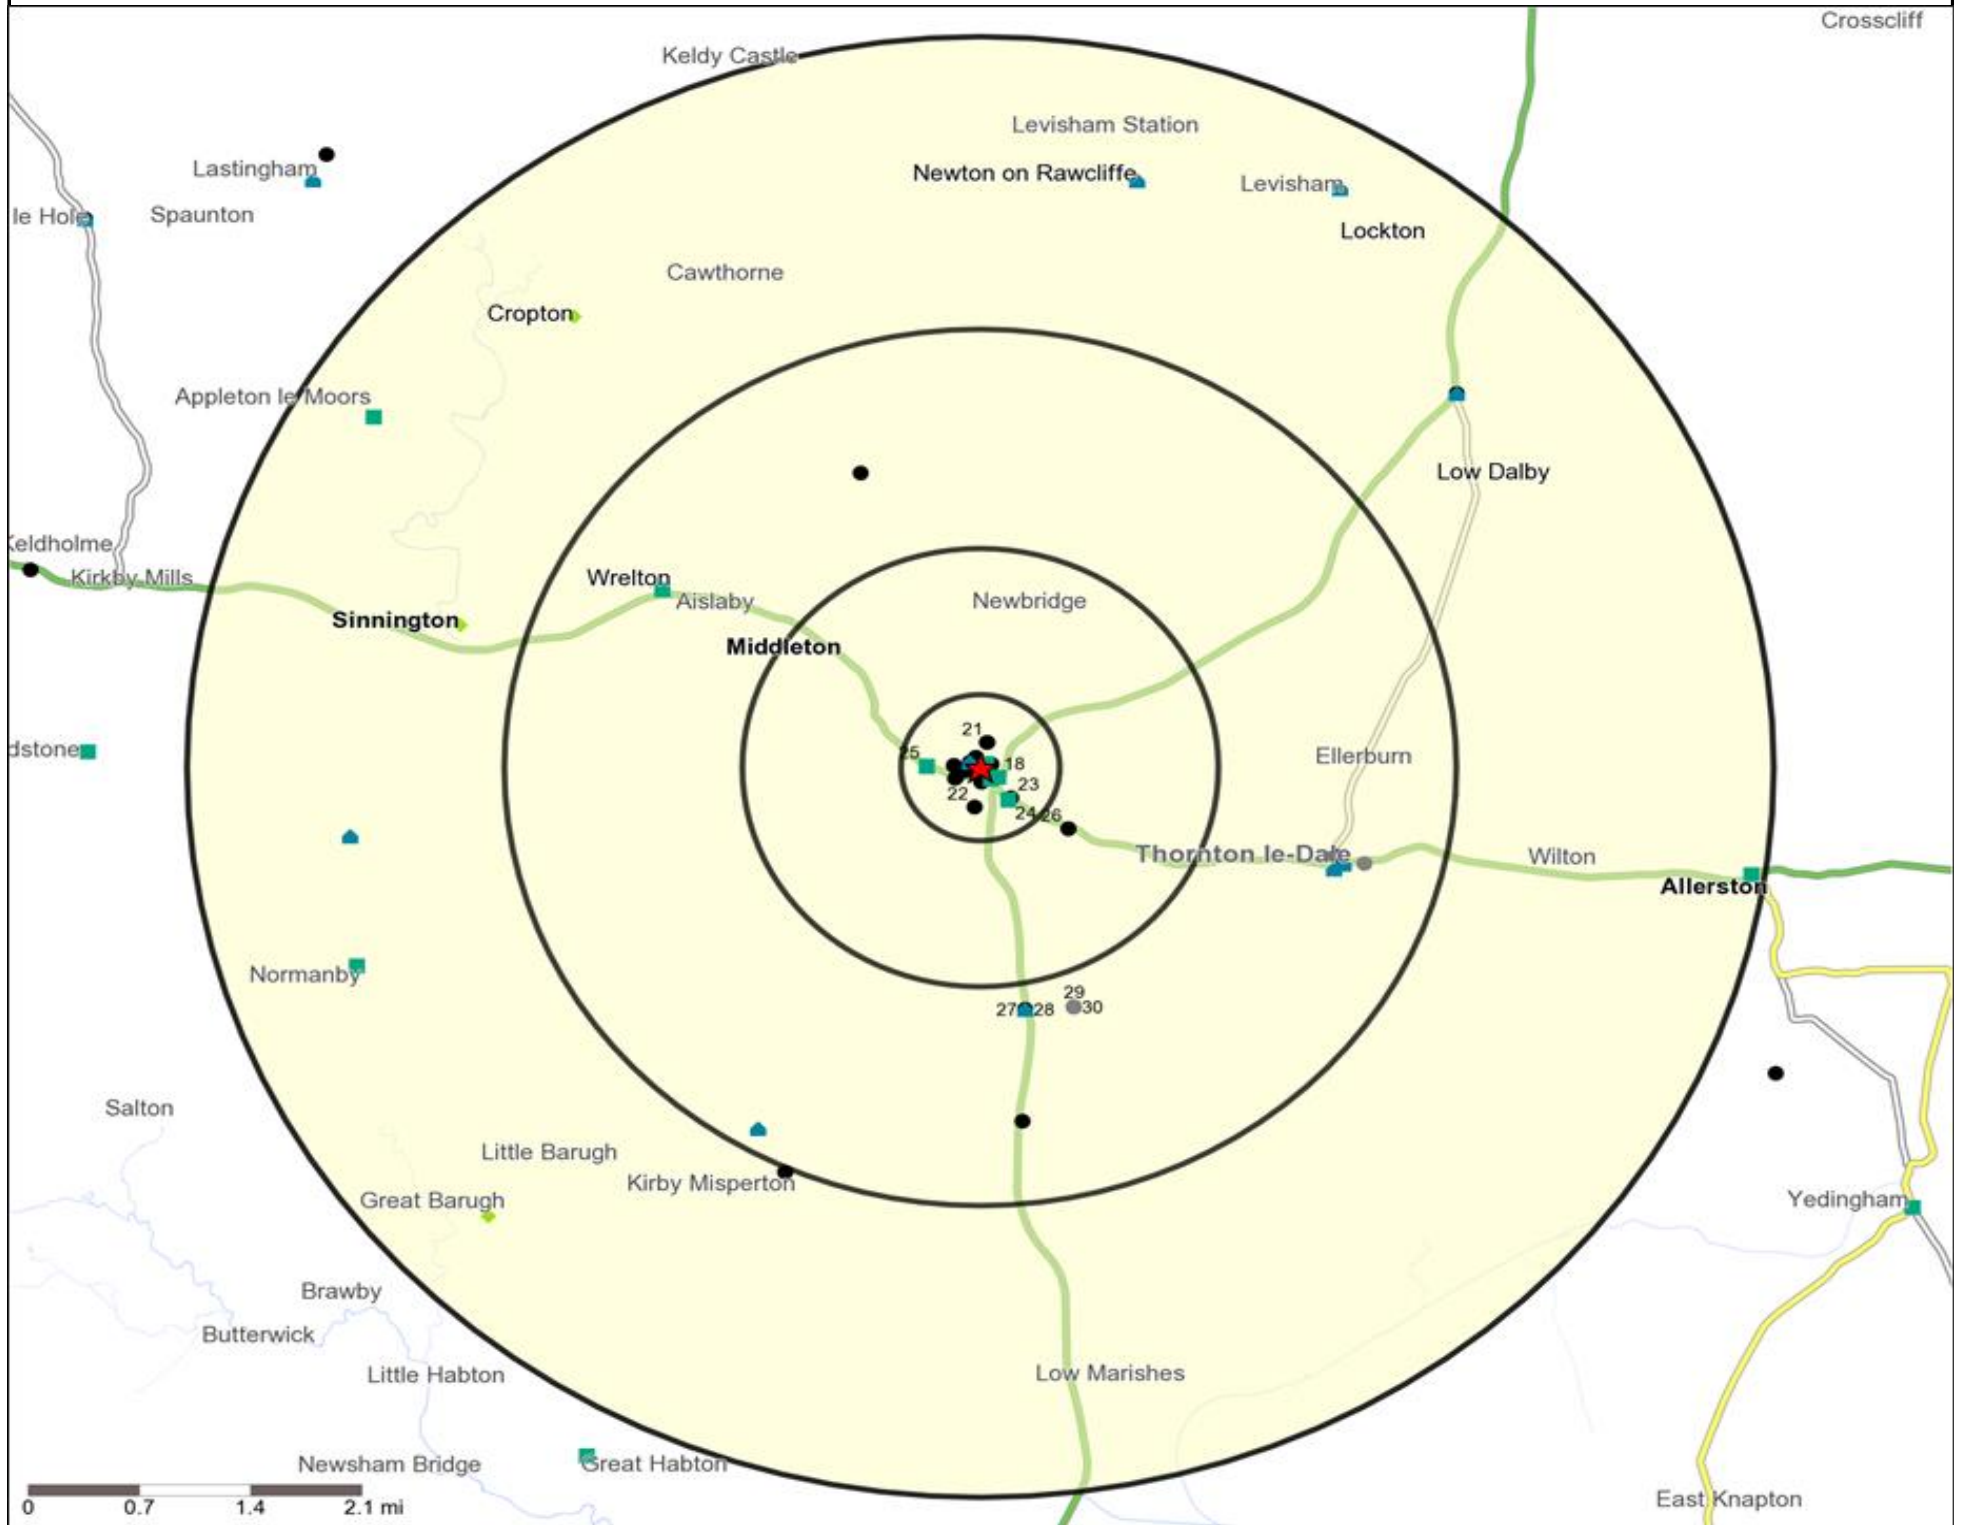 Crosscliff
Keldy Castle
Levisham Station
Lastingham
Newton on Rawcliffe
Levisham
le Hole
Spaunton
Lockton
Cawthorne
Cropton
Appleton le Moors
Low Dalby
Keldholme
Kirkby Mills
Wrelton
Aislaby
Newbridge
Sinnington
Middleton
21
25
18
dstone
Ellerburn
22
23
24
26
Thornton le-Dale
Wilton
Allerston
Normanby
29
27
28
30
Salton
Little Barugh
Kirby Misperton
Great Barugh
Yedingham
Brawby
Butterwick
Little Habton
Low Marishes
Newsham Bridge
Great Habton
East Knapton
0 0.7 1.4 2.1 mi